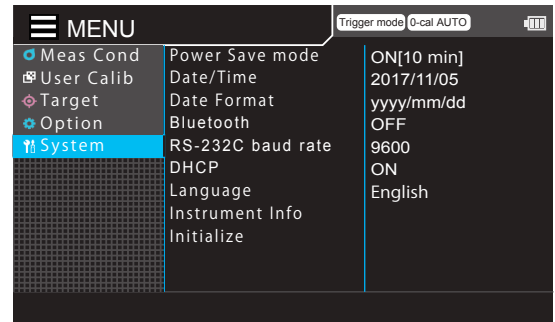 MENU
Trigger mode 0-cal AUTO
Meas Cond
User Calib
Target
Option
System
Power Save mode ON[10 min]
Date/Time 2017/11/05
Date Format yyyy/mm/dd
Bluetooth OFF
RS-232C baud rate 9600
DHCP ON
Language English
Instrument Info
Initialize